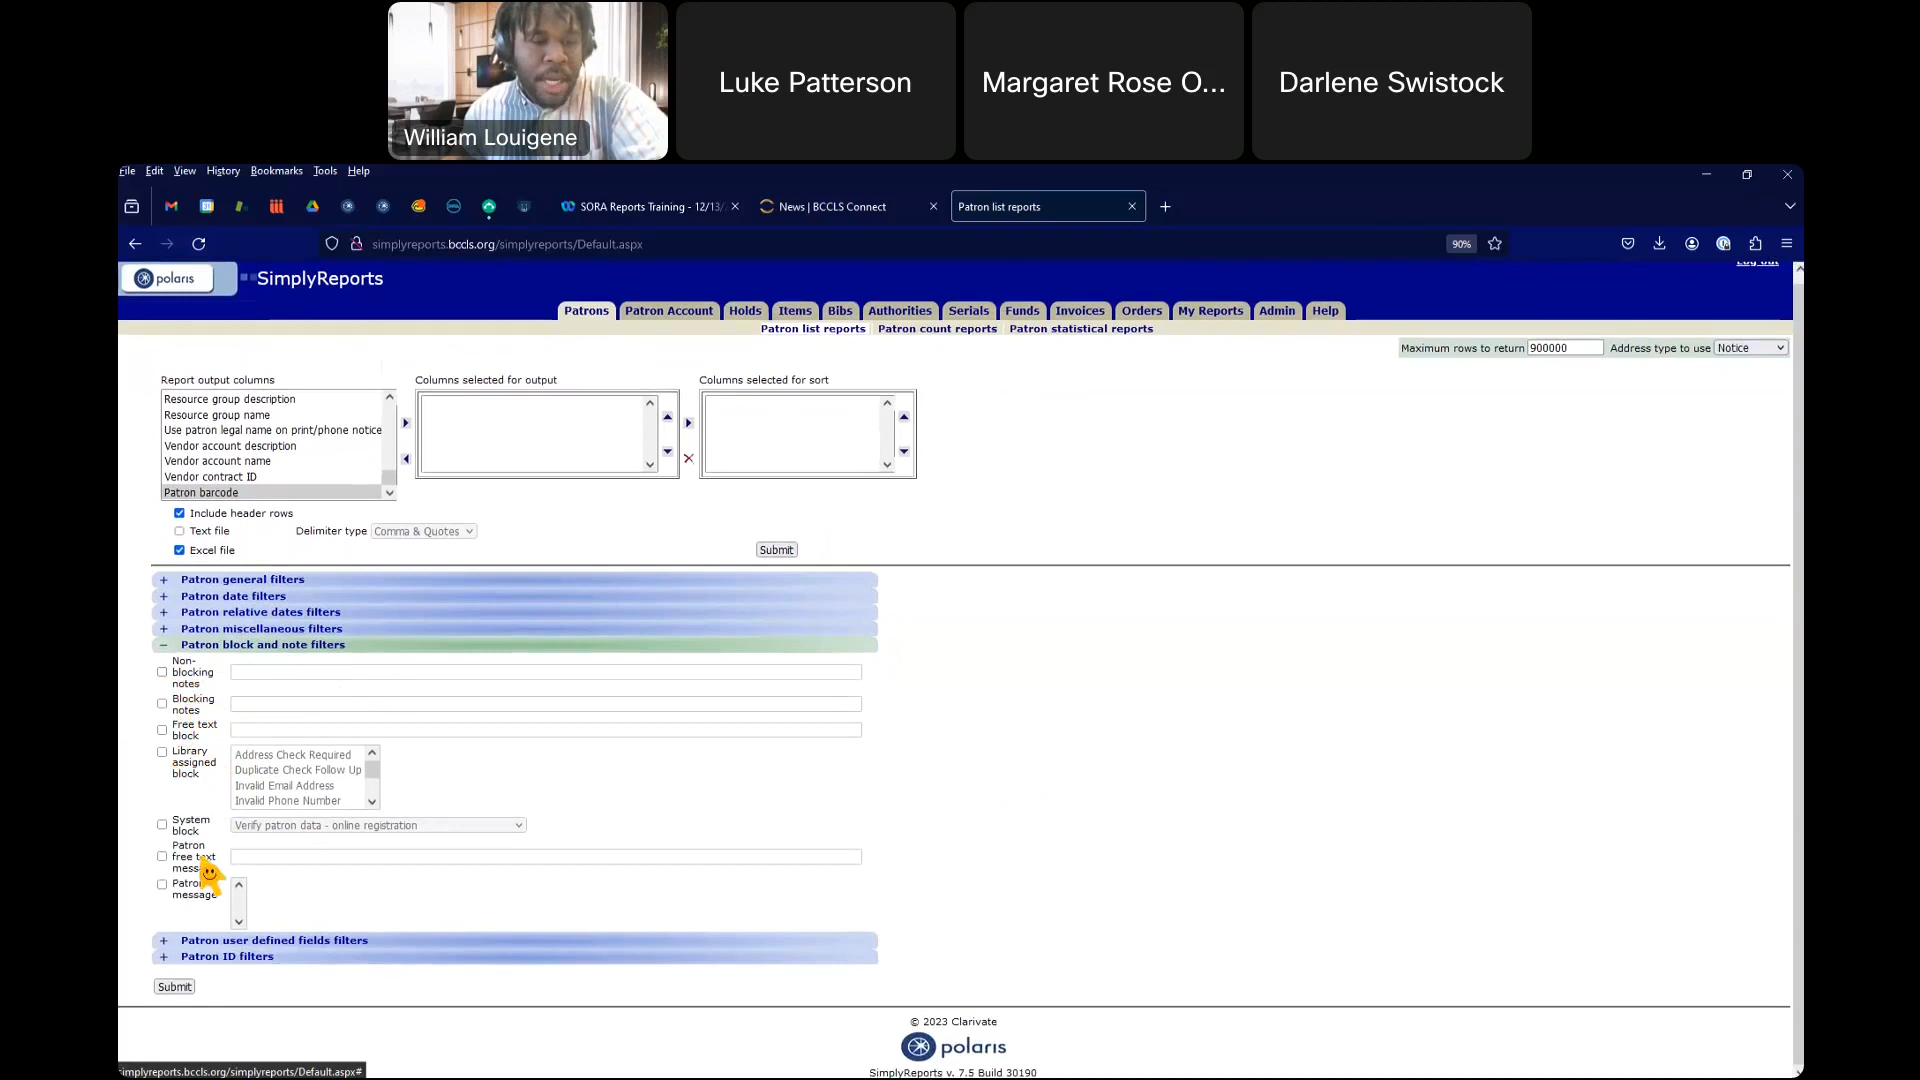 William Louigene
Luke Patterson
Margaret Rose O...
Darlene Swistock
File Edit View History Bookmarks Tools Help
SORA Reports Training - 12/13/
News | BCCLS Connect
Patron list reports
simplyreports.bccls.org/simplyreports/Default.aspx
90%
polaris
SimplyReports
Log out
Patrons Patron Account Holds Items Bibs Authorities Serials Funds Invoices Orders My Reports Admin Help
Patron list reports Patron count reports Patron statistical reports
Maximum rows to return 900000 Address type to use Notice
Report output columns
Columns selected for output
Columns selected for sort
Resource group description
Resource group name
Use patron legal name on print/phone notice
Vendor account description
Vendor account name
Vendor contract ID
Patron barcode
Include header rows
Text file Delimiter type Comma & Quotes
Excel file
Submit
+ Patron general filters
+ Patron date filters
+ Patron relative dates filters
+ Patron miscellaneous filters
− Patron block and note filters
Non-
blocking
notes
Blocking
notes
Free text
block
Library
assigned
block
Address Check Required
Duplicate Check Follow Up
Invalid Email Address
Invalid Phone Number
System
block
Verify patron data - online registration
Patron
free text
mess
Patro
message
+ Patron user defined fields filters
+ Patron ID filters
Submit
© 2023 Clarivate
polaris
SimplyReports v. 7.5 Build 30190
simplyreports.bccls.org/simplyreports/Default.aspx#